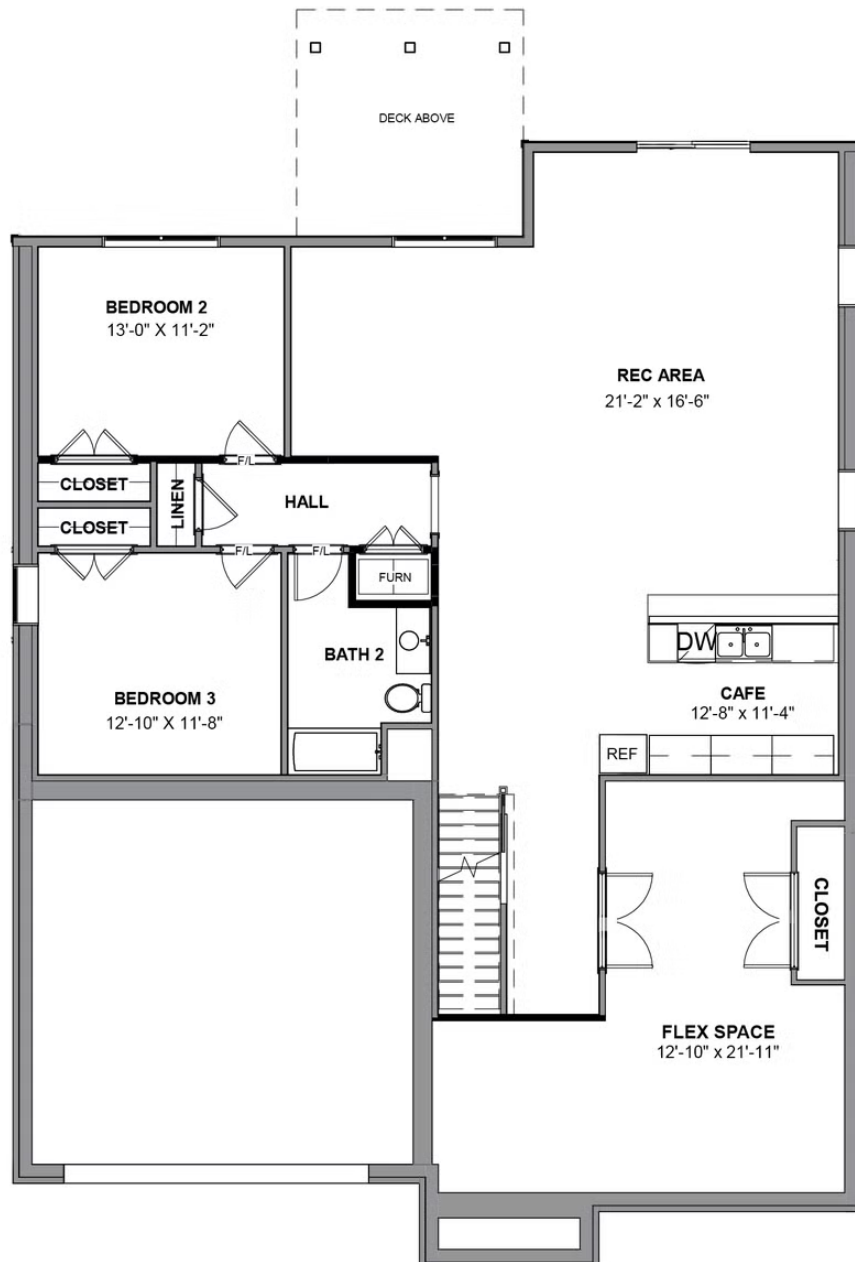 DECK ABOVE
BEDROOM 2
13'-0" X 11'-2"
REC AREA
21'-2" x 16'-6"
F/L
CLOSET
LINEN
HALL
CLOSET
F/L
F/L
FURN
DW
BATH 2
BEDROOM 3
12'-10" X 11'-8"
CAFE
12'-8" x 11'-4"
REF
CLOSET
FLEX SPACE
12'-10" x 21'-11"